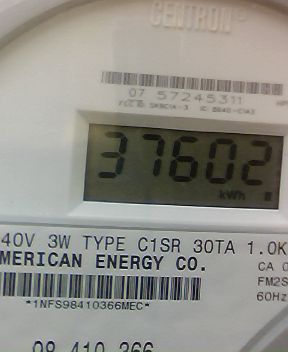 CENTRON®
07 57245311
37602
kWh
40V 3W TYPE C1SR 30TA 1.0K
MERICAN ENERGY CO.
CA 0
FM2S
60Hz
*1NFS98410366MEC*
98 410 366